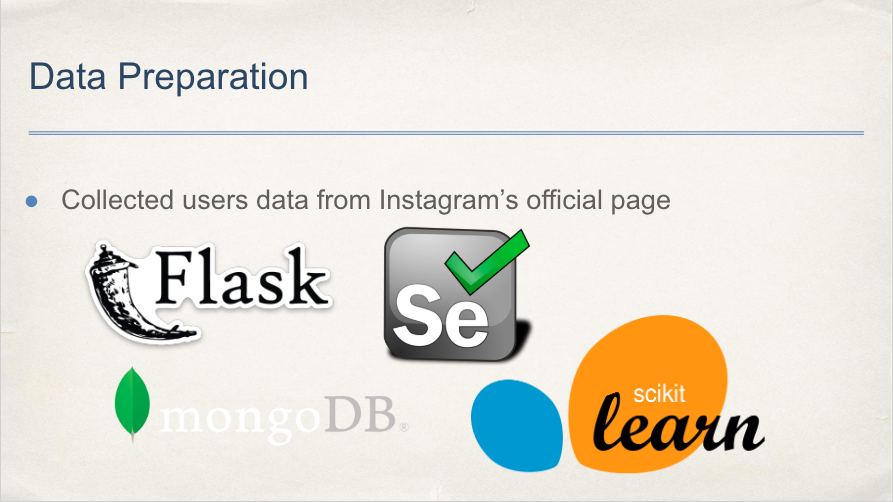 Data Preparation
Collected users data from Instagram’s official page
Flask
Se
mongoDB®
scikit
learn